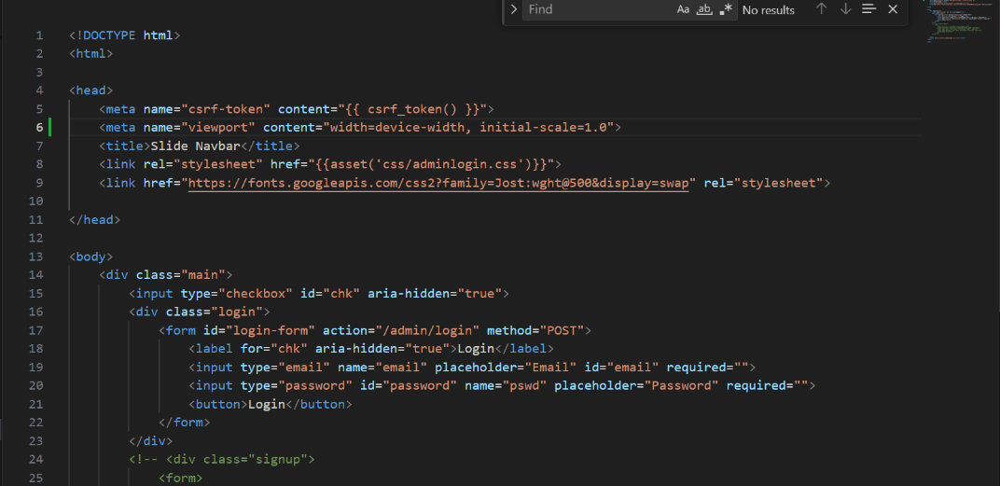 Find Aa ab .* No results
1 <!DOCTYPE html>
2 <html>
3
4 <head>
5 <meta name="csrf-token" content="{{ csrf_token() }}">
6 <meta name="viewport" content="width=device-width, initial-scale=1.0">
7 <title>Slide Navbar</title>
8 <link rel="stylesheet" href="{{asset('css/adminlogin.css')}}">
9 <link href="https://fonts.googleapis.com/css2?family=Jost:wght@500&display=swap" rel="stylesheet">
10
11 </head>
12
13 <body>
14 <div class="main">
15 <input type="checkbox" id="chk" aria-hidden="true">
16 <div class="login">
17 <form id="login-form" action="/admin/login" method="POST">
18 <label for="chk" aria-hidden="true">Login</label>
19 <input type="email" name="email" placeholder="Email" id="email" required="">
20 <input type="password" id="password" name="pswd" placeholder="Password" required="">
21 <button>Login</button>
22 </form>
23 </div>
24 <!-- <div class="signup">
25 <form>